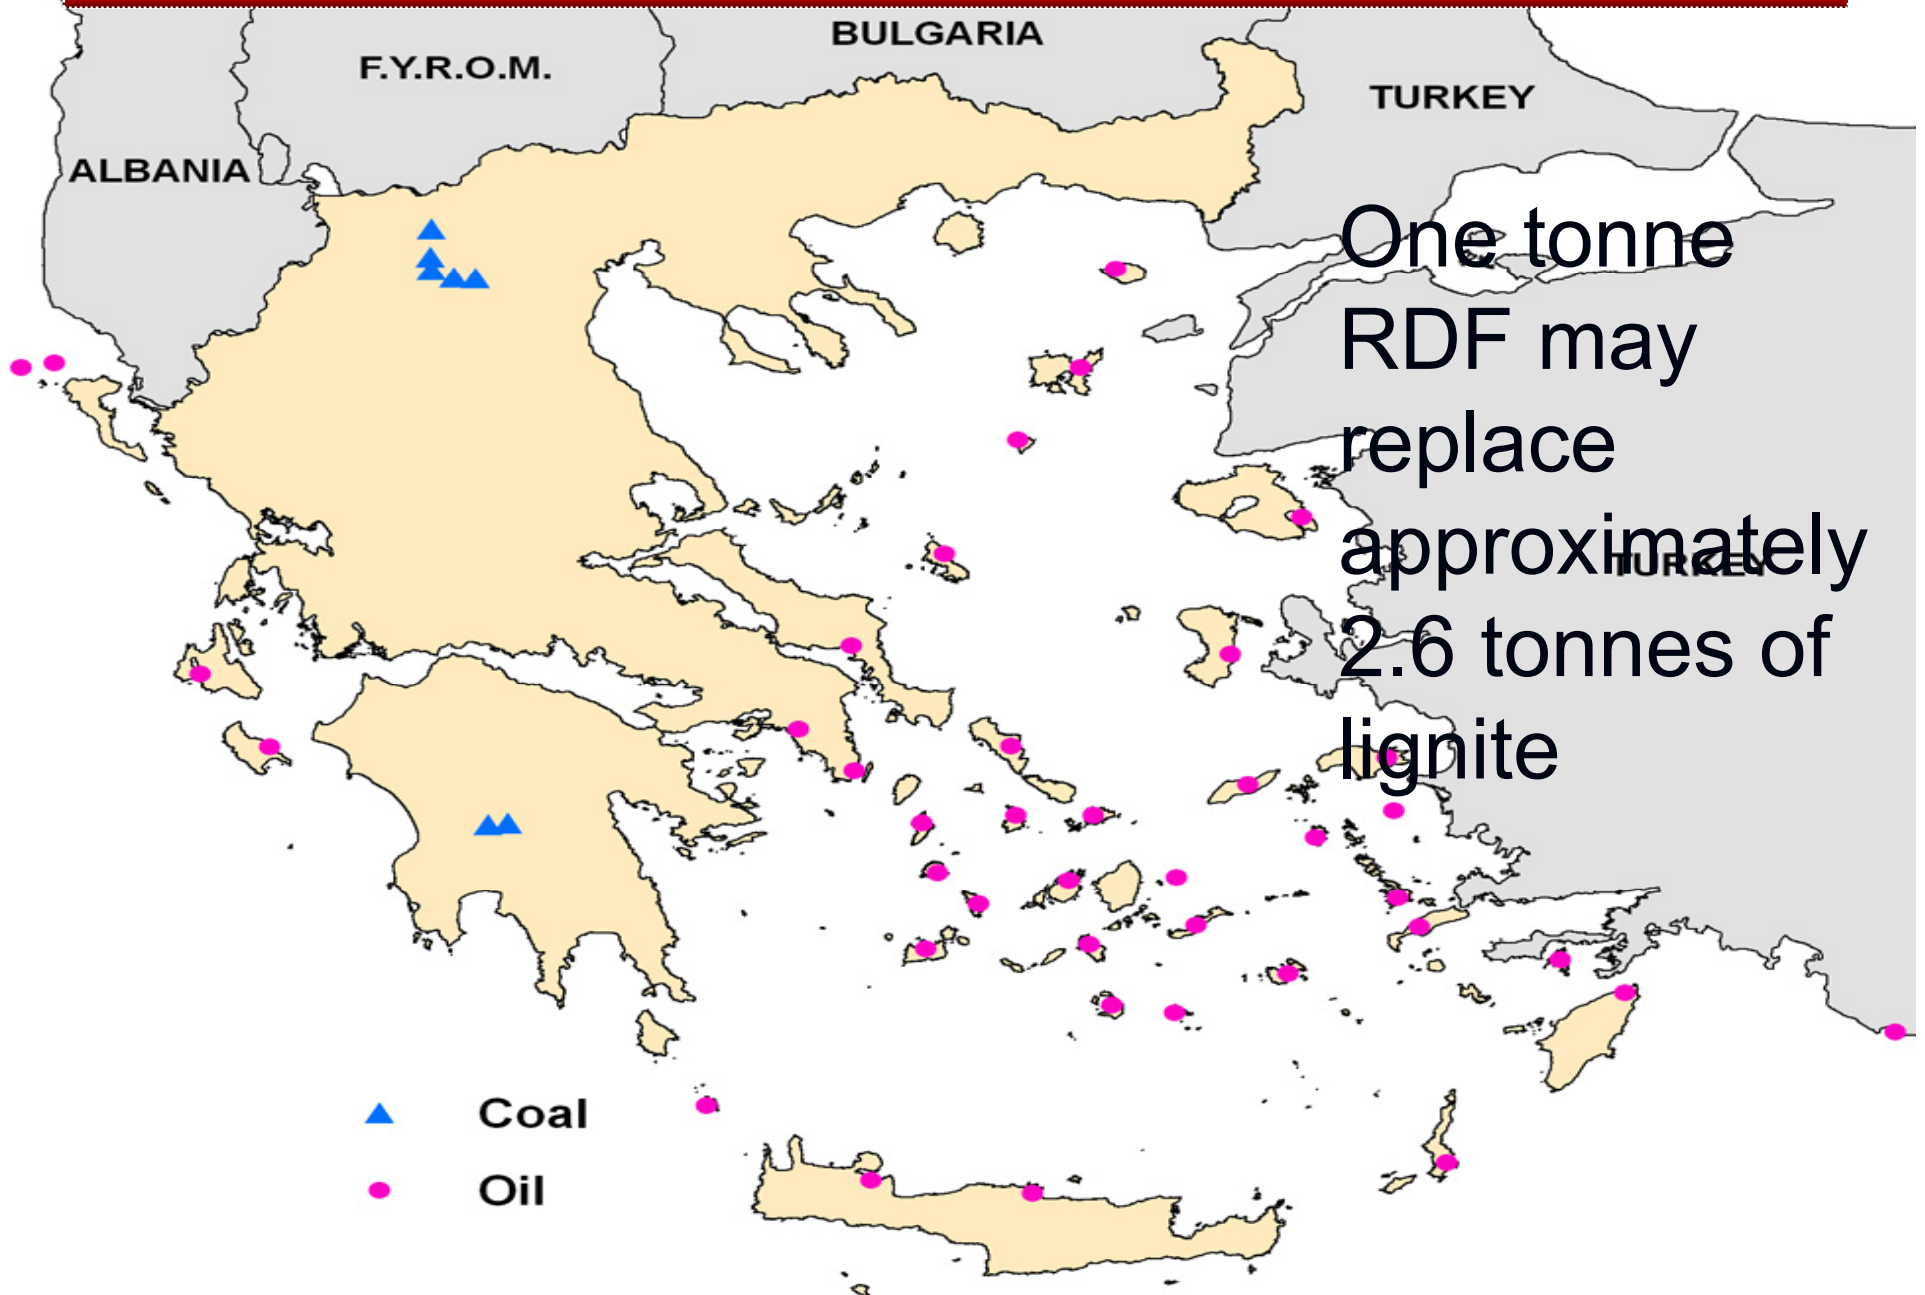 BULGARIA
F.Y.R.O.M.
TURKEY
ALBANIA
One tonne
RDF may
replace
approximately
TURKEY
2.6 tonnes of
lignite
Coal
Oil